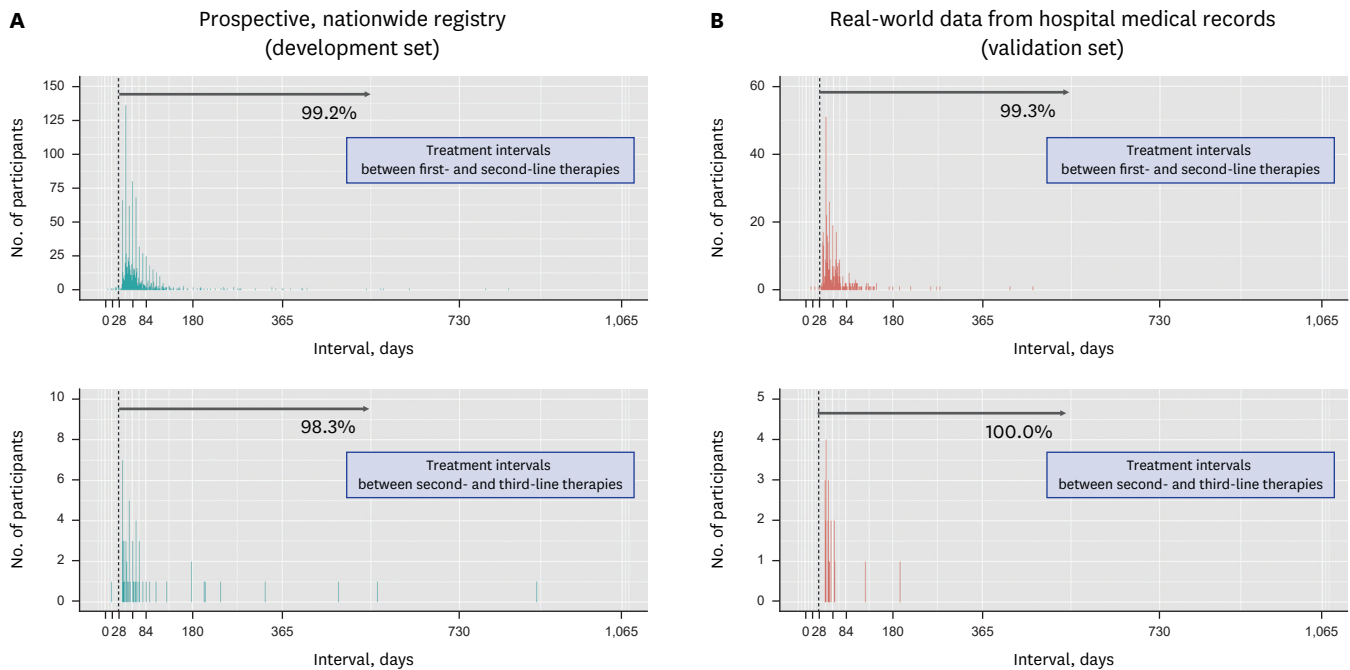 A
Prospective, nationwide registry
(development set)
150
125
100
75
50
25
0
No. of participants
99.2%
Treatment intervals
between first- and second-line therapies
0 28 84 180 365 730 1,065
Interval, days
10
8
6
4
2
0
No. of participants
98.3%
Treatment intervals
between second- and third-line therapies
0 28 84 180 365 730 1,065
Interval, days
B
Real-world data from hospital medical records
(validation set)
60
40
20
0
No. of participants
99.3%
Treatment intervals
between first- and second-line therapies
0 28 84 180 365 730 1,065
Interval, days
5
4
3
2
1
0
No. of participants
100.0%
Treatment intervals
between second- and third-line therapies
0 28 84 180 365 730 1,065
Interval, days